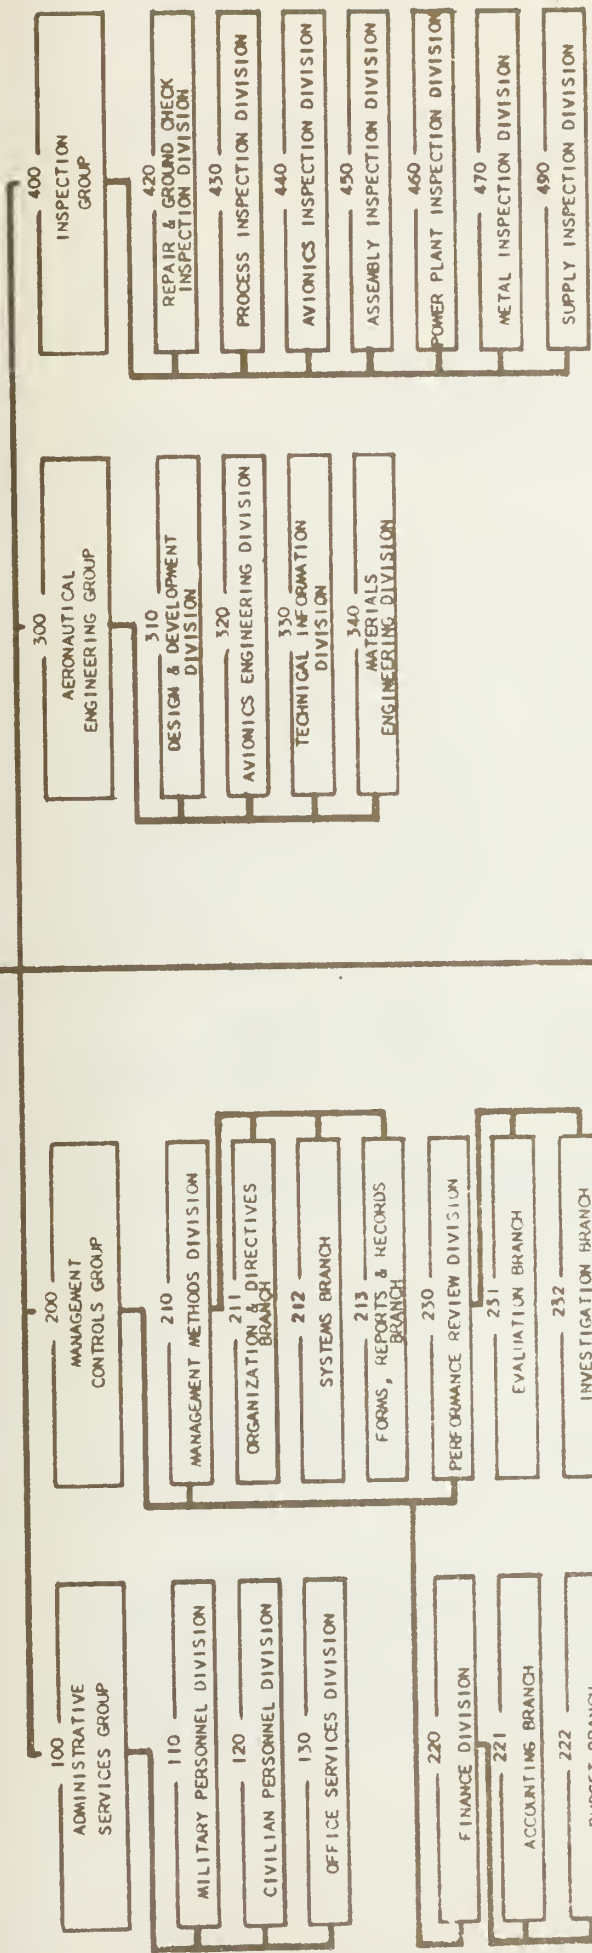 100
ADMINISTRATIVE
SERVICES GROUP
110
MILITARY PERSONNEL DIVISION
120
CIVILIAN PERSONNEL DIVISION
130
OFFICE SERVICES DIVISION
200
MANAGEMENT
CONTROLS GROUP
210
MANAGEMENT METHODS DIVISION
211
ORGANIZATION & DIRECTIVES
BRANCH
212
SYSTEMS BRANCH
213
FORMS, REPORTS & RECORDS
BRANCH
230
PERFORMANCE REVIEW DIVISION
231
EVALUATION BRANCH
232
INVESTIGATION BRANCH
220
FINANCE DIVISION
221
ACCOUNTING BRANCH
222
BUDGET BRANCH
300
AERONAUTICAL
ENGINEERING GROUP
310
DESIGN & DEVELOPMENT
DIVISION
320
AVIONICS ENGINEERING DIVISION
330
TECHNICAL INFORMATION
DIVISION
340
MATERIALS
ENGINEERING DIVISION
400
INSPECTION
GROUP
420
REPAIR & GROUND CHECK
INSPECTION DIVISION
430
PROCESS INSPECTION DIVISION
440
AVIONICS INSPECTION DIVISION
450
ASSEMBLY INSPECTION DIVISION
460
POWER PLANT INSPECTION DIVISION
470
METAL INSPECTION DIVISION
490
SUPPLY INSPECTION DIVISION